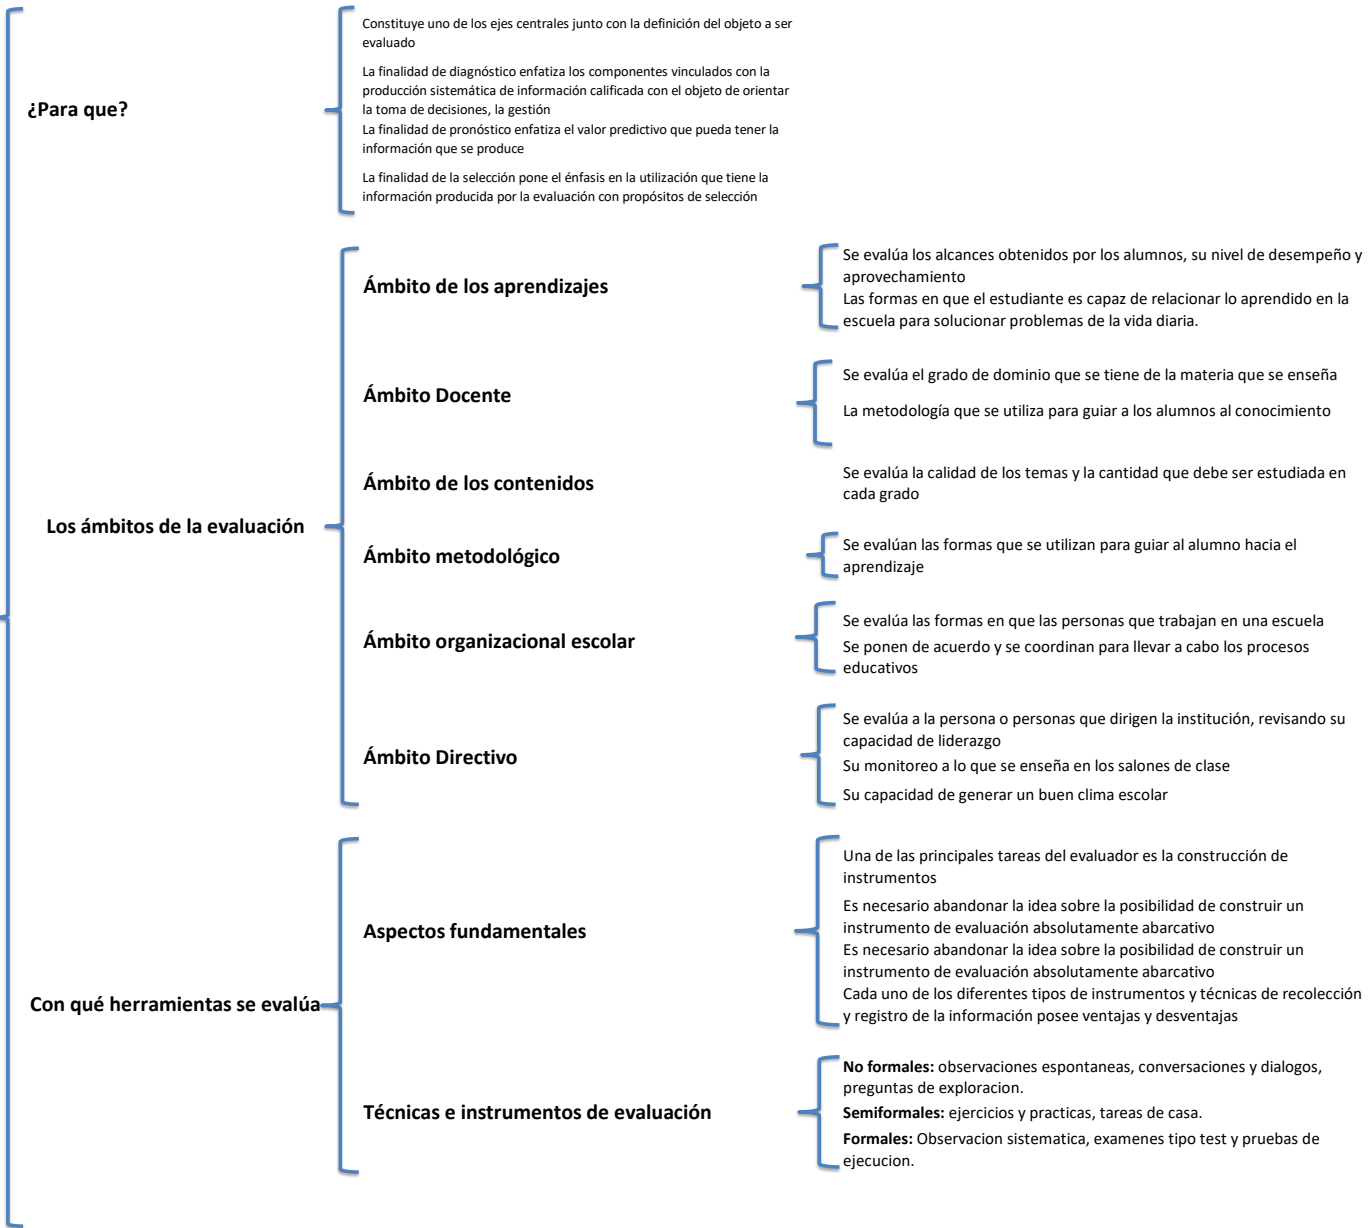 ¿Para que?
Constituye uno de los ejes centrales junto con la definición del objeto a ser
evaluado
La finalidad de diagnóstico enfatiza los componentes vinculados con la
producción sistemática de información calificada con el objeto de orientar
la toma de decisiones, la gestión
La finalidad de pronóstico enfatiza el valor predictivo que pueda tener la
información que se produce
La finalidad de la selección pone el énfasis en la utilización que tiene la
información producida por la evaluación con propósitos de selección
Los ámbitos de la evaluación
Ámbito de los aprendizajes
Se evalúa los alcances obtenidos por los alumnos, su nivel de desempeño y
aprovechamiento
Las formas en que el estudiante es capaz de relacionar lo aprendido en la
escuela para solucionar problemas de la vida diaria.
Ámbito Docente
Se evalúa el grado de dominio que se tiene de la materia que se enseña
La metodología que se utiliza para guiar a los alumnos al conocimiento
Ámbito de los contenidos
Se evalúa la calidad de los temas y la cantidad que debe ser estudiada en
cada grado
Ámbito metodológico
Se evalúan las formas que se utilizan para guiar al alumno hacia el
aprendizaje
Ámbito organizacional escolar
Se evalúa las formas en que las personas que trabajan en una escuela
Se ponen de acuerdo y se coordinan para llevar a cabo los procesos
educativos
Ámbito Directivo
Se evalúa a la persona o personas que dirigen la institución, revisando su
capacidad de liderazgo
Su monitoreo a lo que se enseña en los salones de clase
Su capacidad de generar un buen clima escolar
Con qué herramientas se evalúa
Aspectos fundamentales
Una de las principales tareas del evaluador es la construcción de
instrumentos
Es necesario abandonar la idea sobre la posibilidad de construir un
instrumento de evaluación absolutamente abarcativo
Es necesario abandonar la idea sobre la posibilidad de construir un
instrumento de evaluación absolutamente abarcativo
Cada uno de los diferentes tipos de instrumentos y técnicas de recolección
y registro de la información posee ventajas y desventajas
Técnicas e instrumentos de evaluación
No formales: observaciones espontaneas, conversaciones y dialogos,
preguntas de exploracion.
Semiformales: ejercicios y practicas, tareas de casa.
Formales: Observacion sistematica, examenes tipo test y pruebas de
ejecucion.